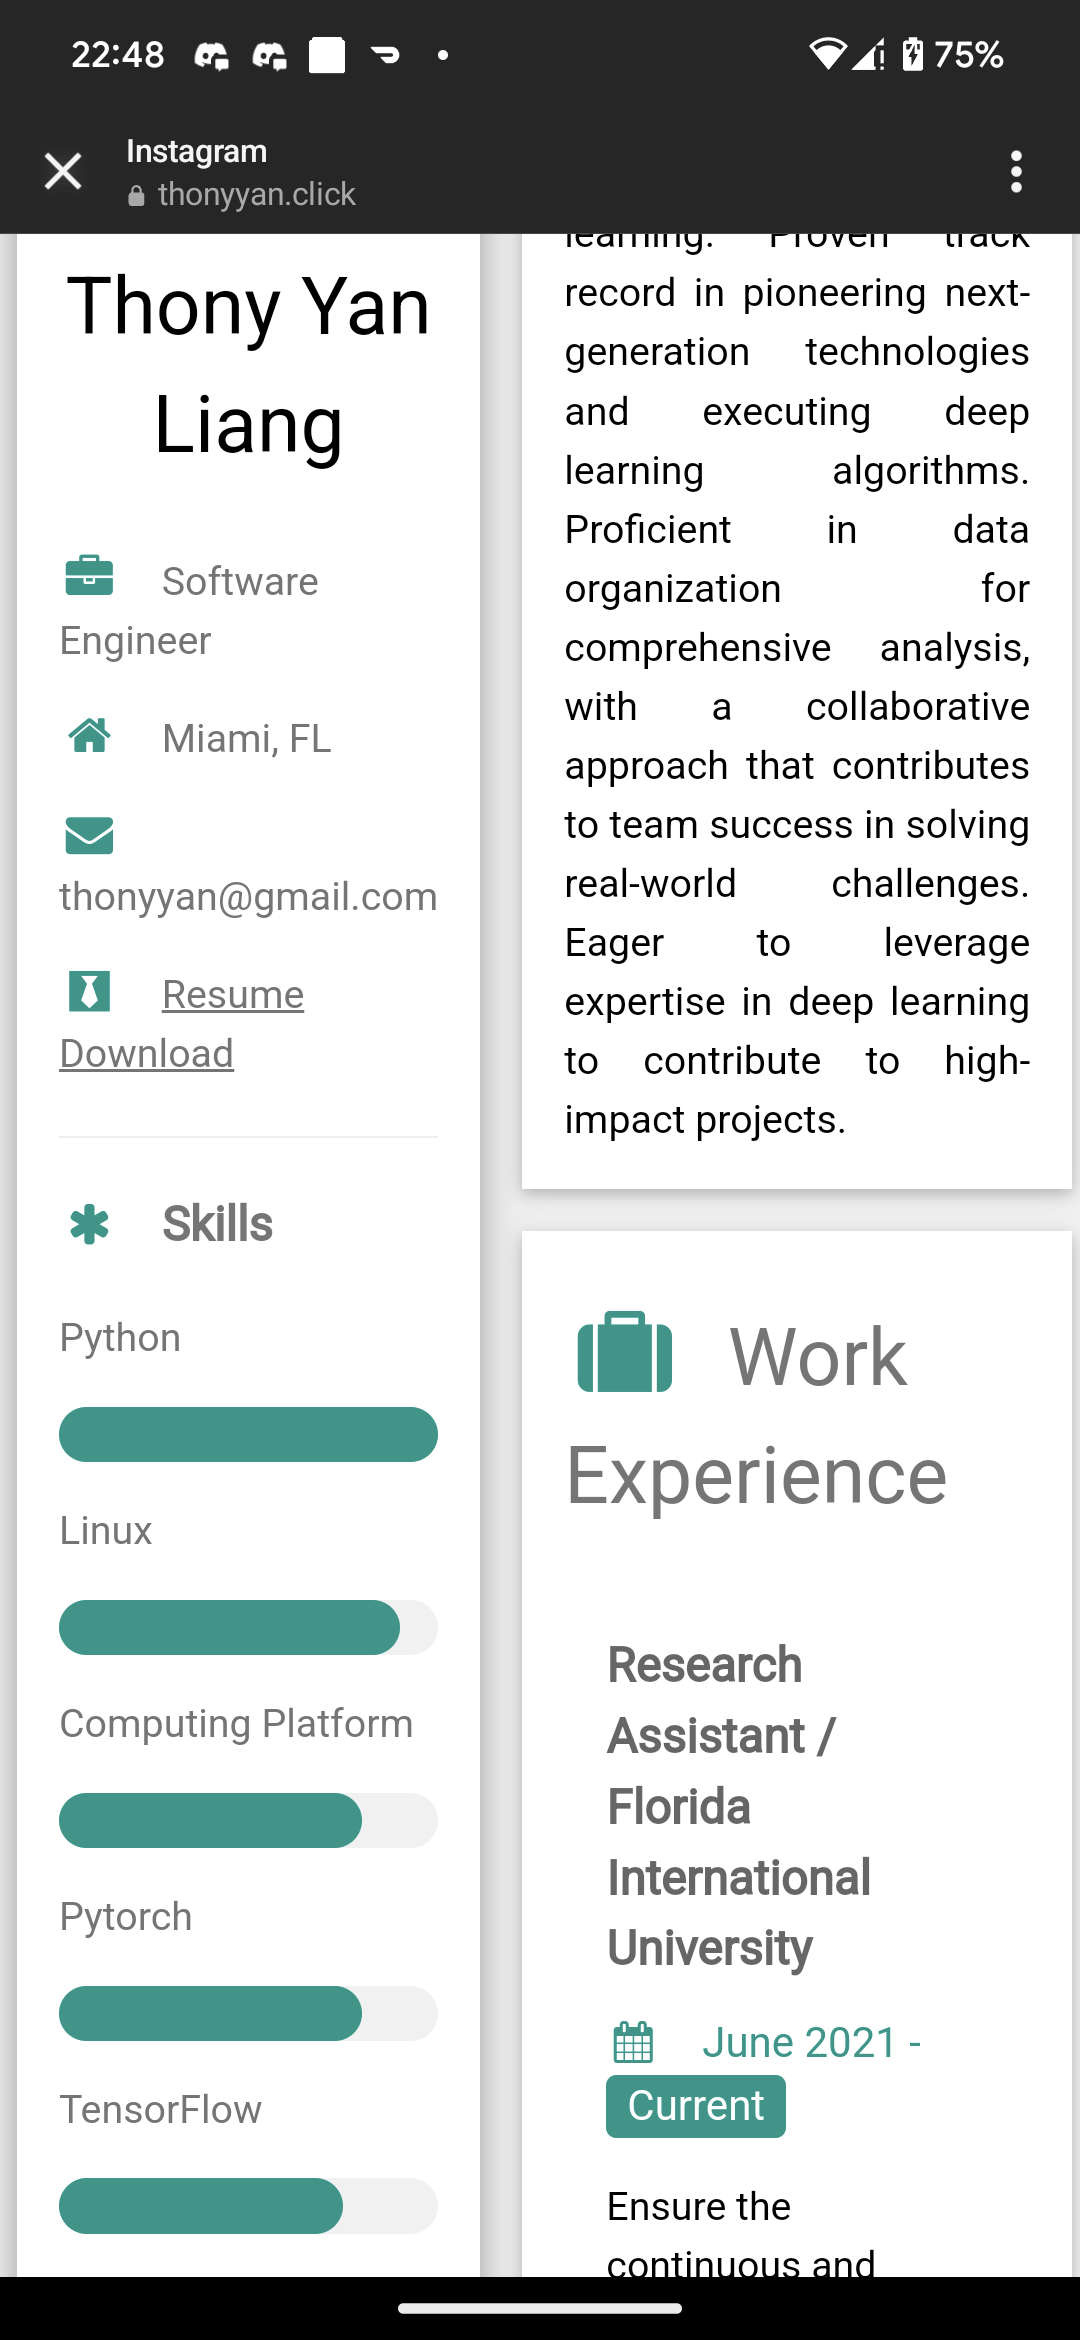 22:48
75%
Instagram
thonyyan.click
Thony Yan
Liang
Software
Engineer
Miami, FL
thonyyan@gmail.com
Resume
Download
Skills
Python
Linux
Computing Platform
Pytorch
TensorFlow
learning. Proven track
record in pioneering next-
generation technologies
and executing deep
learning algorithms.
Proficient in data
organization for
comprehensive analysis,
with a collaborative
approach that contributes
to team success in solving
real-world challenges.
Eager to leverage
expertise in deep learning
to contribute to high-
impact projects.
Work
Experience
Research
Assistant /
Florida
International
University
June 2021 -
Current
Ensure the
continuous and